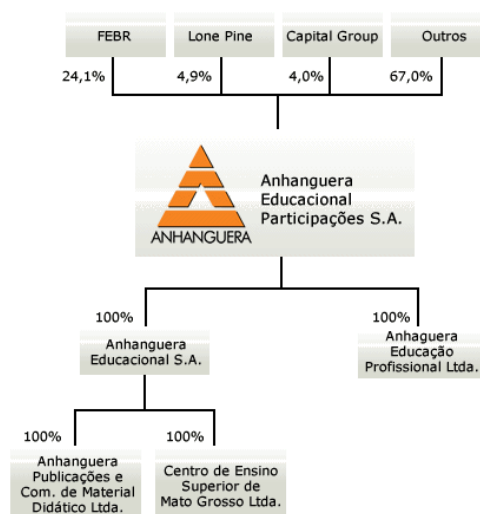 FEBR
Lone Pine
Capital Group
Outros
24,1%
4,9%
4,0%
67,0%
ANHANGUERA
Anhanguera
Educacional
Participações S.A.
100%
Anhanguera
Educacional S.A.
100%
Anhaguera
Educação
Profissional Ltda.
100%
Anhanguera
Publicações e
Com. de Material
Didático Ltda.
100%
Centro de Ensino
Superior de
Mato Grosso Ltda.